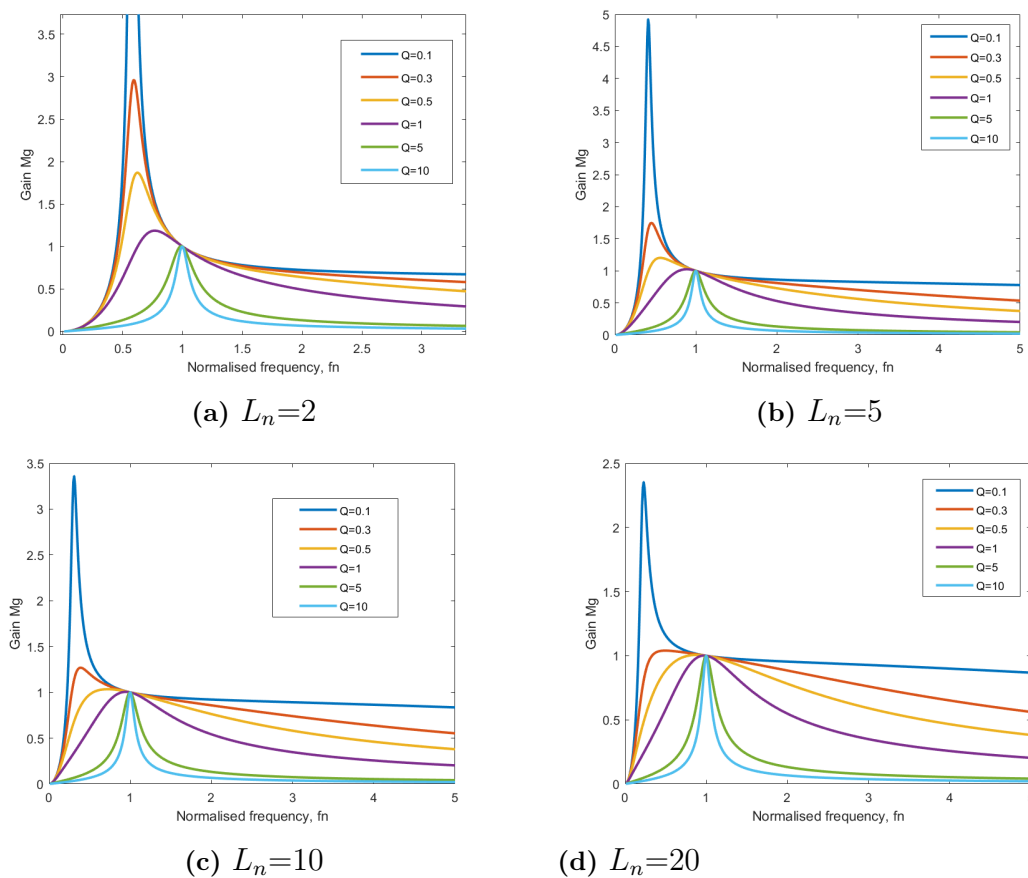 3.5
3
2.5
2
1.5
1
0.5
0
Gain Mg
0
0.5
1
1.5
2
2.5
3
Normalised frequency, fn
Q=0.1
Q=0.3
Q=0.5
Q=1
Q=5
Q=10
(a) Lₙ=2
5
4.5
4
3.5
3
2.5
2
1.5
1
0.5
0
Gain Mg
0
1
2
3
4
5
Normalised frequency, fn
Q=0.1
Q=0.3
Q=0.5
Q=1
Q=5
Q=10
(b) Lₙ=5
3.5
3
2.5
2
1.5
1
0.5
0
Gain Mg
0
1
2
3
4
5
Normalised frequency, fn
Q=0.1
Q=0.3
Q=0.5
Q=1
Q=5
Q=10
(c) Lₙ=10
2.5
2
1.5
1
0.5
0
Gain Mg
0
1
2
3
4
Normalised frequency, fn
Q=0.1
Q=0.3
Q=0.5
Q=1
Q=5
Q=10
(d) Lₙ=20